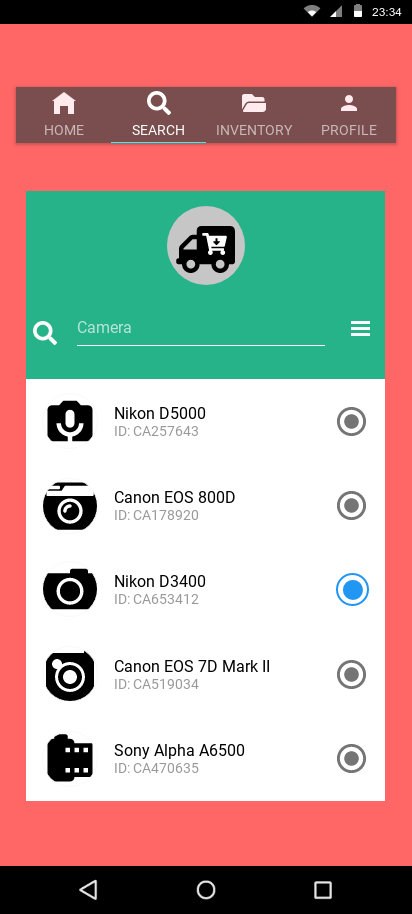 23:34
HOME SEARCH INVENTORY PROFILE
Camera
Nikon D5000
ID: CA257643
Canon EOS 800D
ID: CA178920
Nikon D3400
ID: CA653412
Canon EOS 7D Mark II
ID: CA519034
Sony Alpha A6500
ID: CA470635